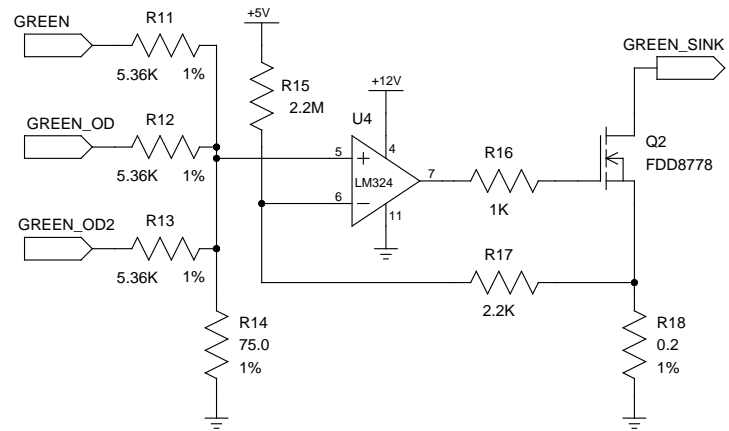 GREEN
R11
5.36K 1%
GREEN_OD
R12
5.36K 1%
GREEN_OD2
R13
5.36K 1%
R14
75.0
1%
+5V
R15
2.2M
+12V
U4
5
+
4
LM324
7
6
−
11
R16
1K
R17
2.2K
GREEN_SINK
Q2
FDD8778
R18
0.2
1%